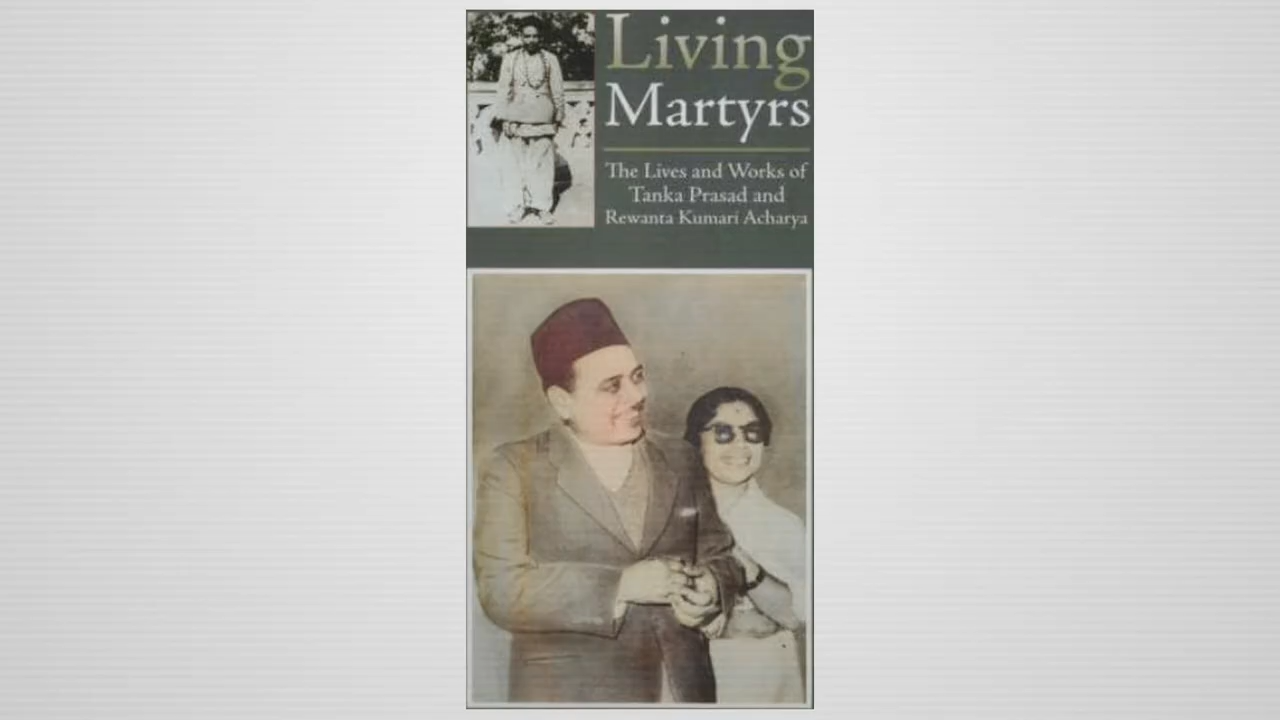 Living
Martyrs
The Lives and Works of
Tanka Prasad and
Rewanta Kumari Acharya